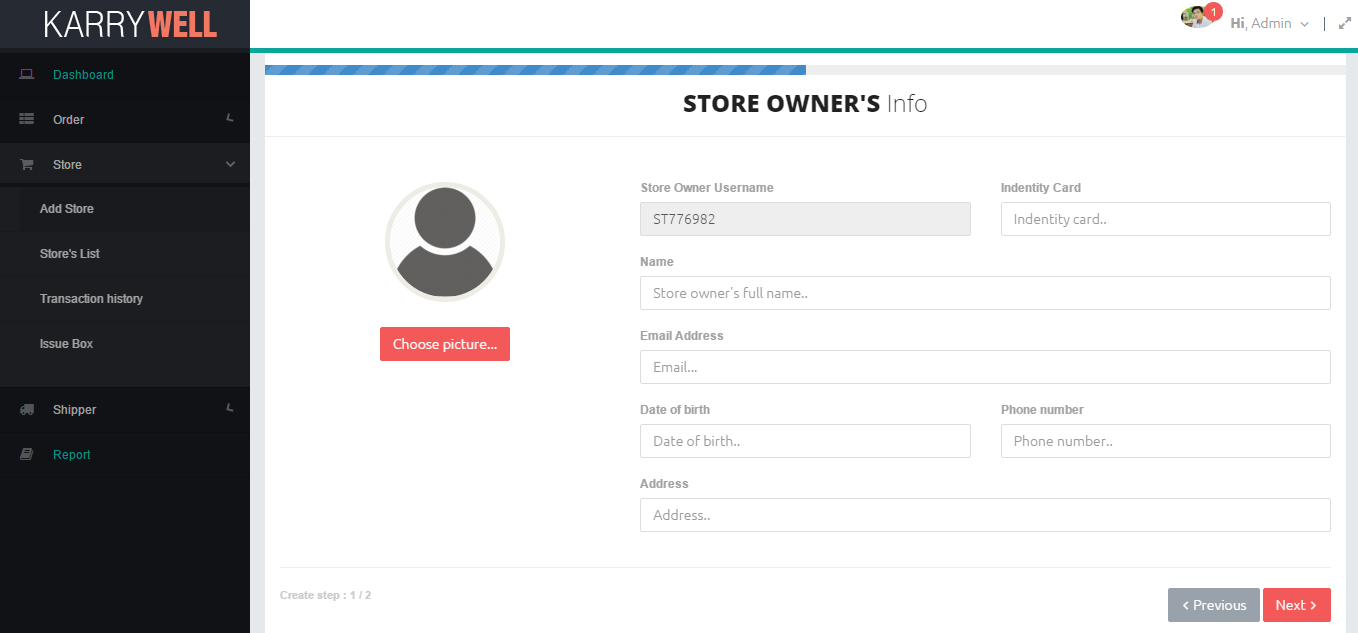 KARRYWELL
1
Hi, Admin
Dashboard
Order
Store
Add Store
Store's List
Transaction history
Issue Box
Shipper
Report
STORE OWNER'S Info
Choose picture...
Store Owner Username
Indentity Card
ST776982
Indentity card..
Name
Store owner's full name..
Email Address
Email...
Date of birth
Phone number
Date of birth..
Phone number..
Address
Address..
Create step : 1 / 2
Previous
Next